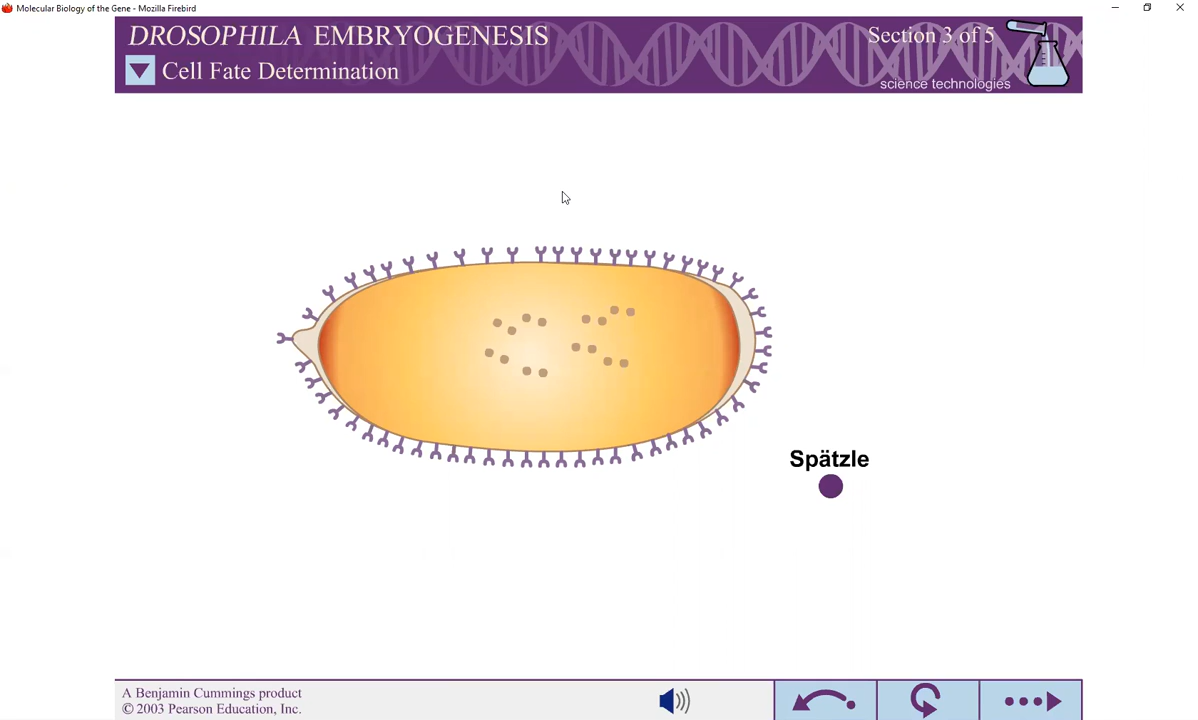 Molecular Biology of the Gene - Mozilla Firebird
DROSOPHILA EMBRYOGENESIS
Section 3 of 5
Cell Fate Determination
science technologies
Spätzle
A Benjamin Cummings product
© 2003 Pearson Education, Inc.